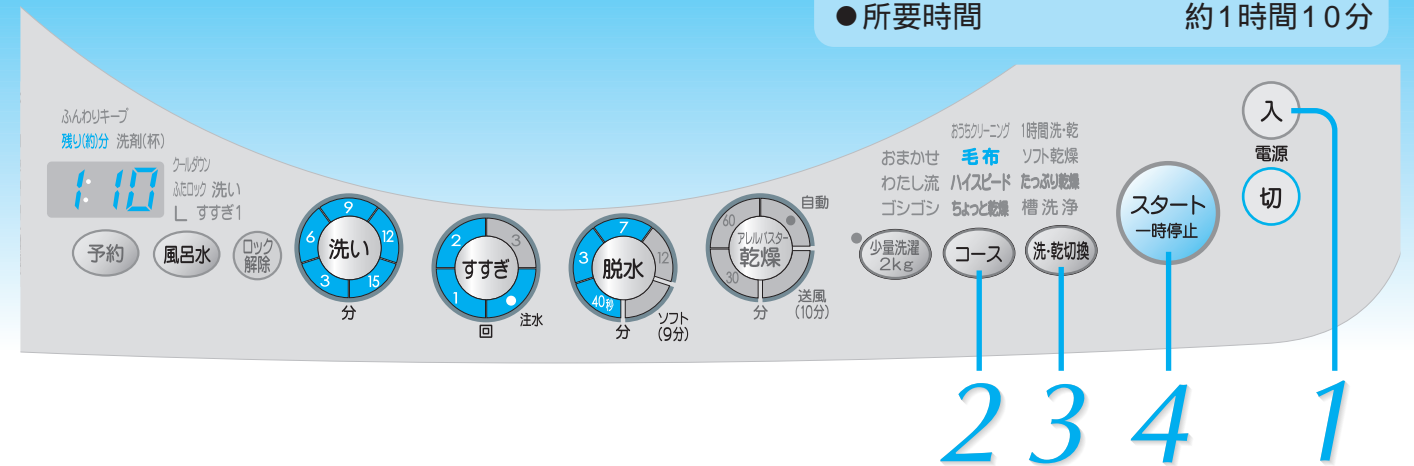 ●所要時間 約1時間10分
ふんわりキープ
残り(約)分 洗剤(杯)
1:10
クールダウン
ふたロック 洗い
すすぎ1
予約
風呂水
ロック
解除
9
6
12
3
15
洗い
分
2
3
1
すすぎ
回
注水
7
3
12
40秒
脱水
分
ソフト
(9分)
60
自動
30
アレルバスター
乾燥
分
送風
(10分)
少量洗濯
2kg
おうちクリーニング 1時間洗・乾
おまかせ 毛布 ソフト乾燥
わたし流 ハイスピード たっぷり乾燥
ゴシゴシ ちょっと乾燥 槽洗浄
コース
洗・乾切換
スタート
一時停止
入
電源
切
2 3 4 1